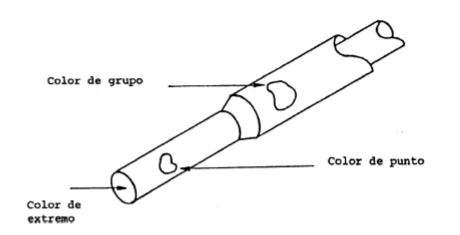 Color de grupo
Color de punto
Color de
extremo